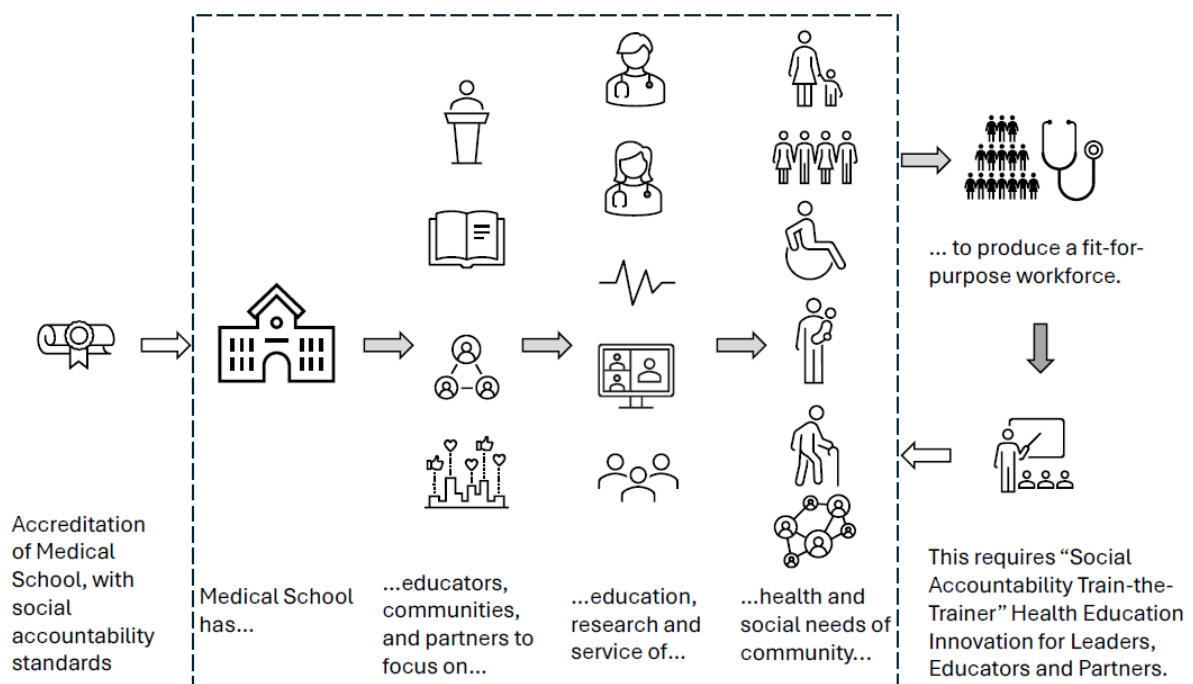 Accreditation
of Medical
School, with
social
accountability
standards
Medical School
has...
...educators,
communities,
and partners to
focus on...
...education,
research and
service of...
...health and
social needs of
community...
... to produce a fit-for-
purpose workforce.
This requires “Social
Accountability Train-the-
Trainer” Health Education
Innovation for Leaders,
Educators and Partners.